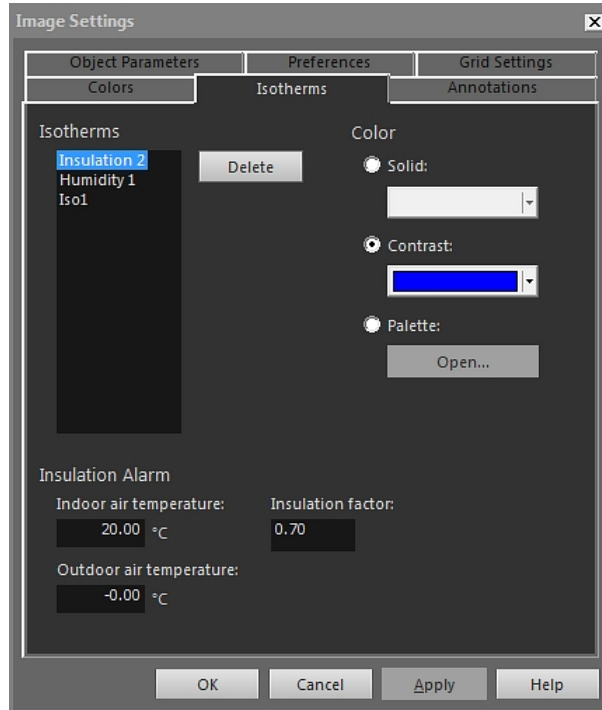 Image Settings
Object Parameters Preferences Grid Settings
Colors Isotherms Annotations
Isotherms
Insulation 2
Humidity 1
Iso1
Delete
Color
Solid:
Contrast:
Palette:
Open...
Insulation Alarm
Indoor air temperature: Insulation factor:
20.00 °C 0.70
Outdoor air temperature:
-0.00 °C
OK Cancel Apply Help